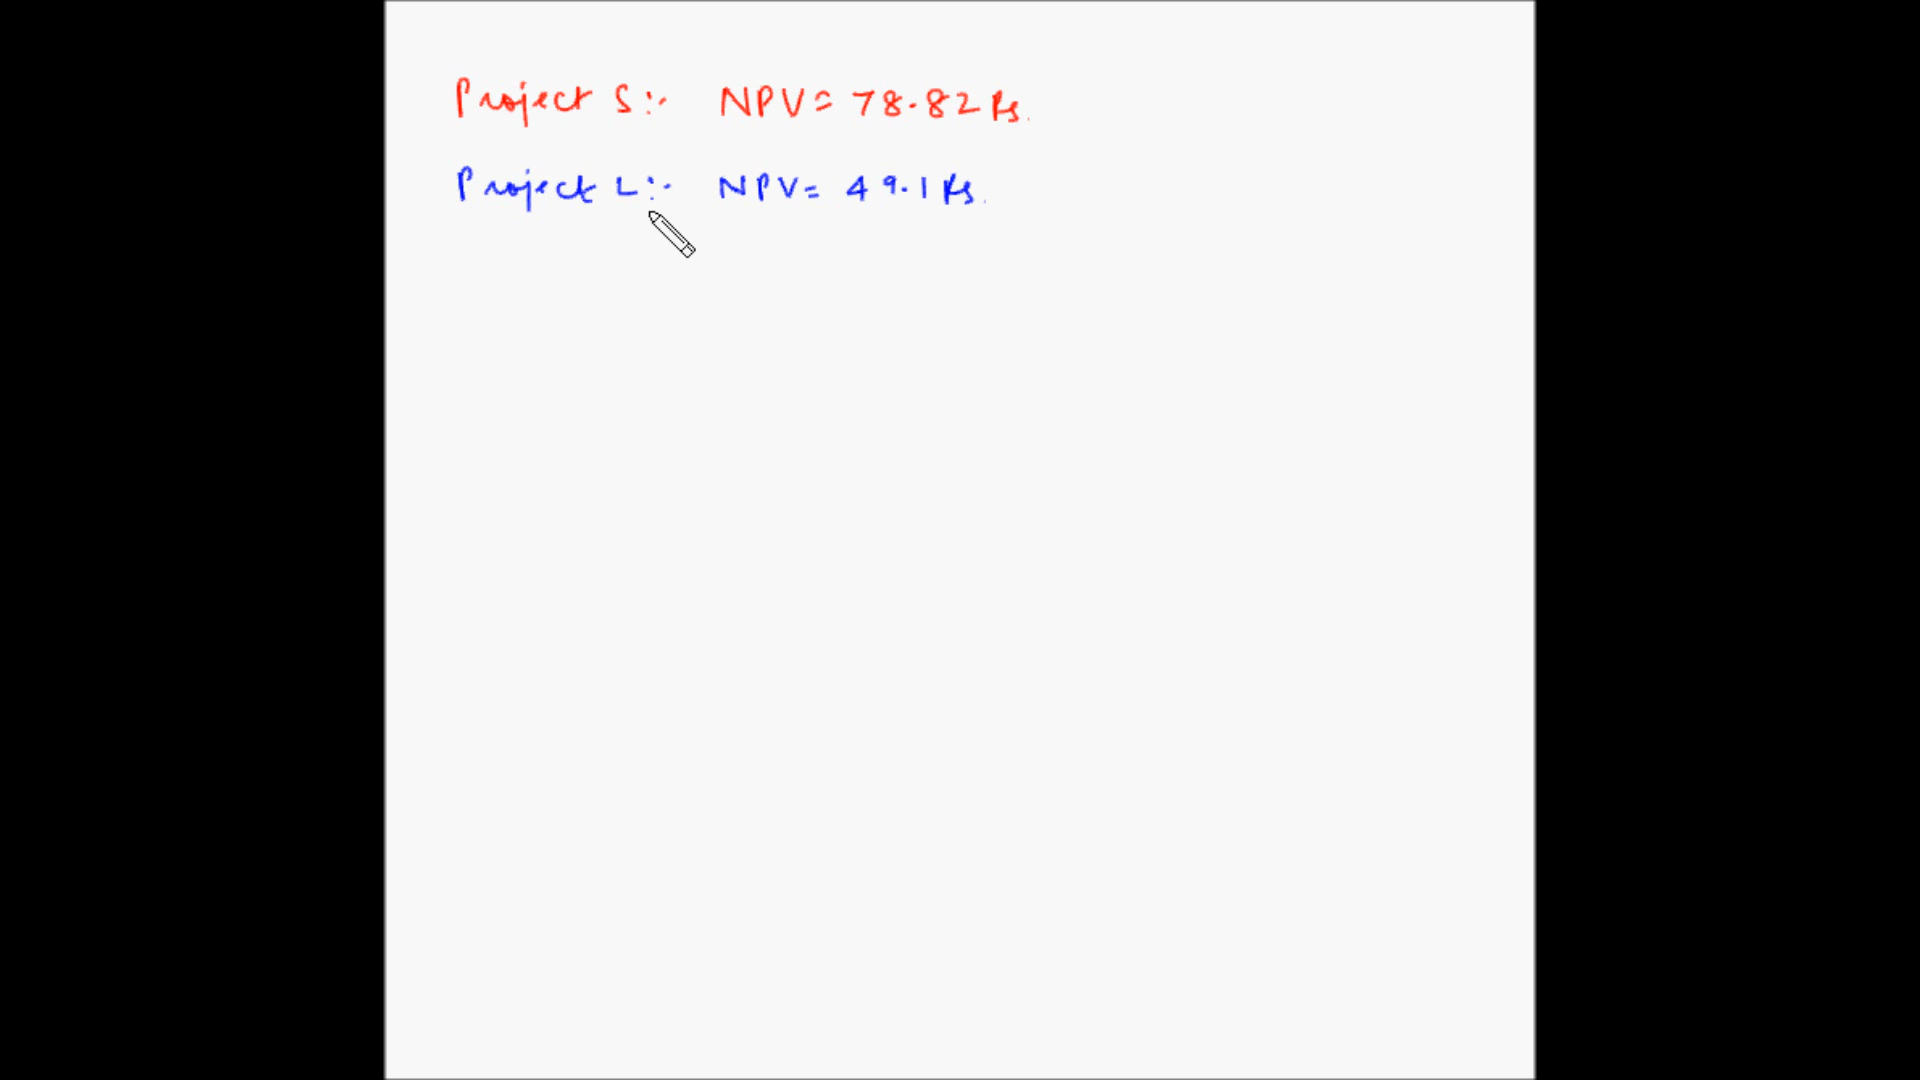 Project S:- NPV= 78.82 Rs.
Project L:- NPV= 49.1 Rs.